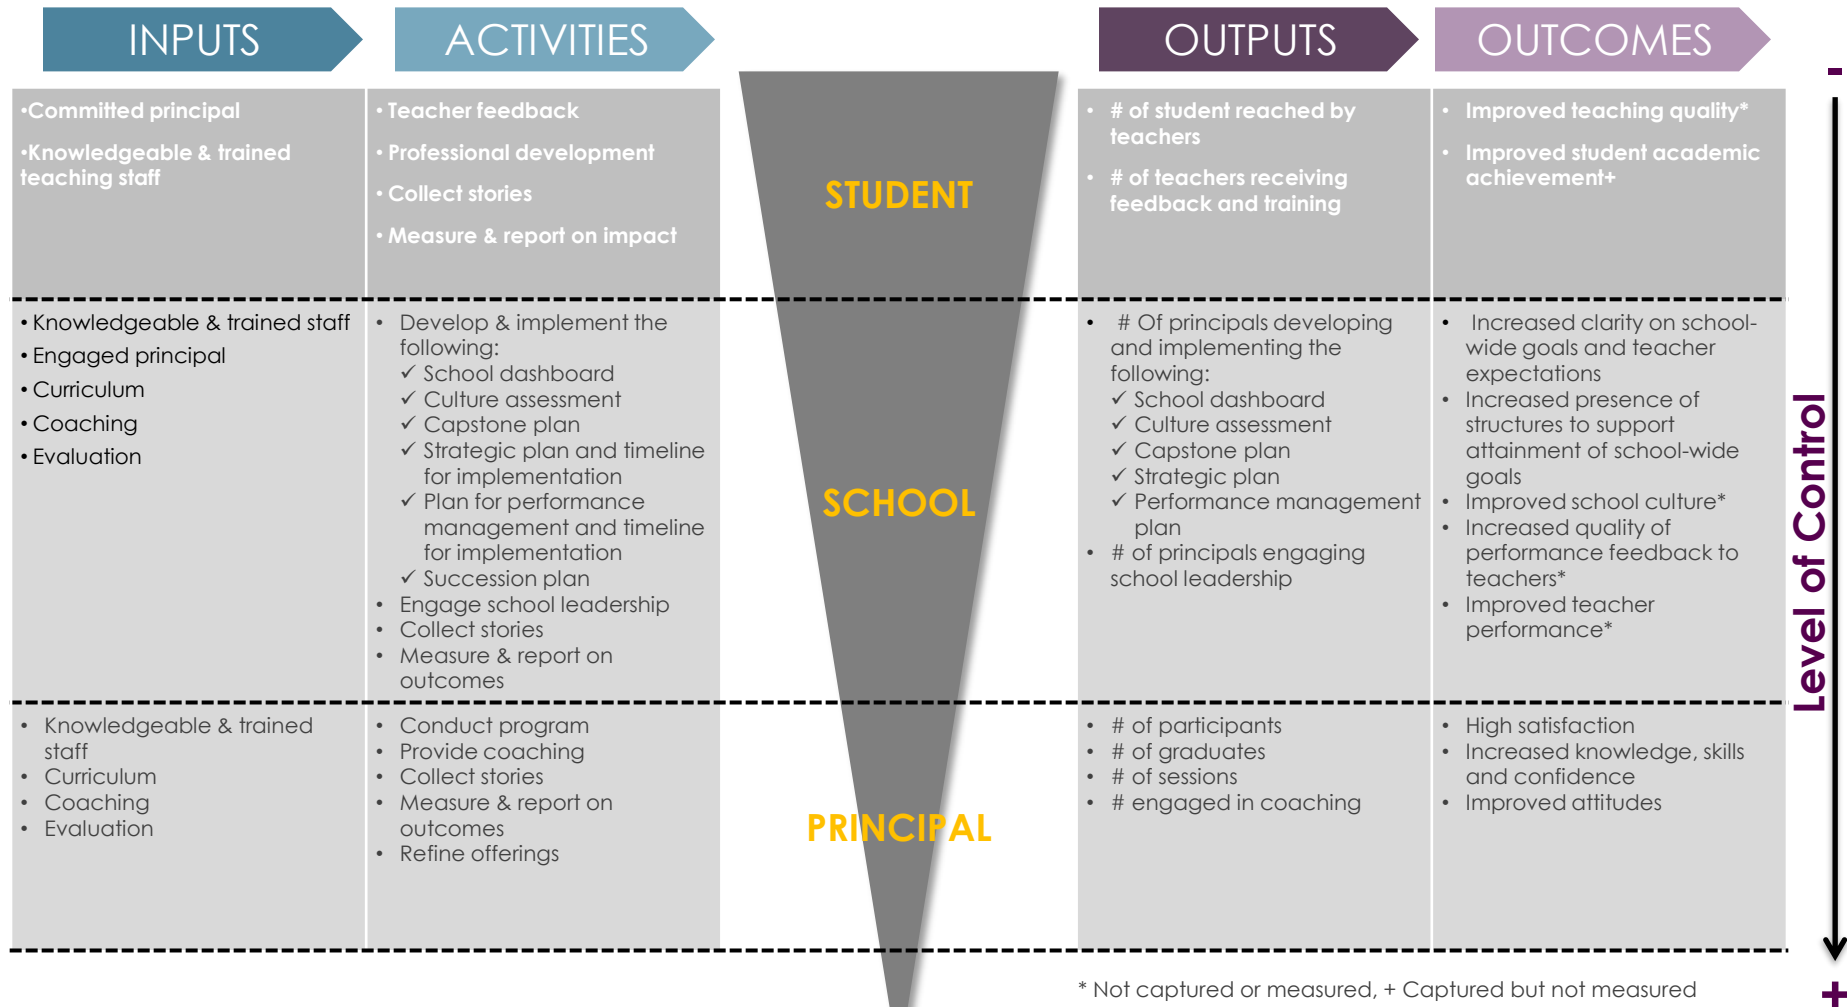 INPUTS
ACTIVITIES
OUTPUTS
OUTCOMES
•Committed principal
•Knowledgeable & trained
teaching staff
• Teacher feedback
• Professional development
• Collect stories
• Measure & report on impact
STUDENT
• # of student reached by
teachers
• # of teachers receiving
feedback and training
• Improved teaching quality*
• Improved student academic
achievement+
• Knowledgeable & trained staff
• Engaged principal
• Curriculum
• Coaching
• Evaluation
• Develop & implement the
following:
✓ School dashboard
✓ Culture assessment
✓ Capstone plan
✓ Strategic plan and timeline
for implementation
✓ Plan for performance
management and timeline
for implementation
✓ Succession plan
• Engage school leadership
• Collect stories
• Measure & report on
outcomes
SCHOOL
• # Of principals developing
and implementing the
following:
✓ School dashboard
✓ Culture assessment
✓ Capstone plan
✓ Strategic plan
✓ Performance management
plan
• # of principals engaging
school leadership
• Increased clarity on school-
wide goals and teacher
expectations
• Increased presence of
structures to support
attainment of school-wide
goals
• Improved school culture*
• Increased quality of
performance feedback to
teachers*
• Improved teacher
performance*
• Knowledgeable & trained
staff
• Curriculum
• Coaching
• Evaluation
• Conduct program
• Provide coaching
• Collect stories
• Measure & report on
outcomes
• Refine offerings
PRINCIPAL
• # of participants
• # of graduates
• # of sessions
• # engaged in coaching
• High satisfaction
• Increased knowledge, skills
and confidence
• Improved attitudes
-
Level of Control
+
* Not captured or measured, + Captured but not measured